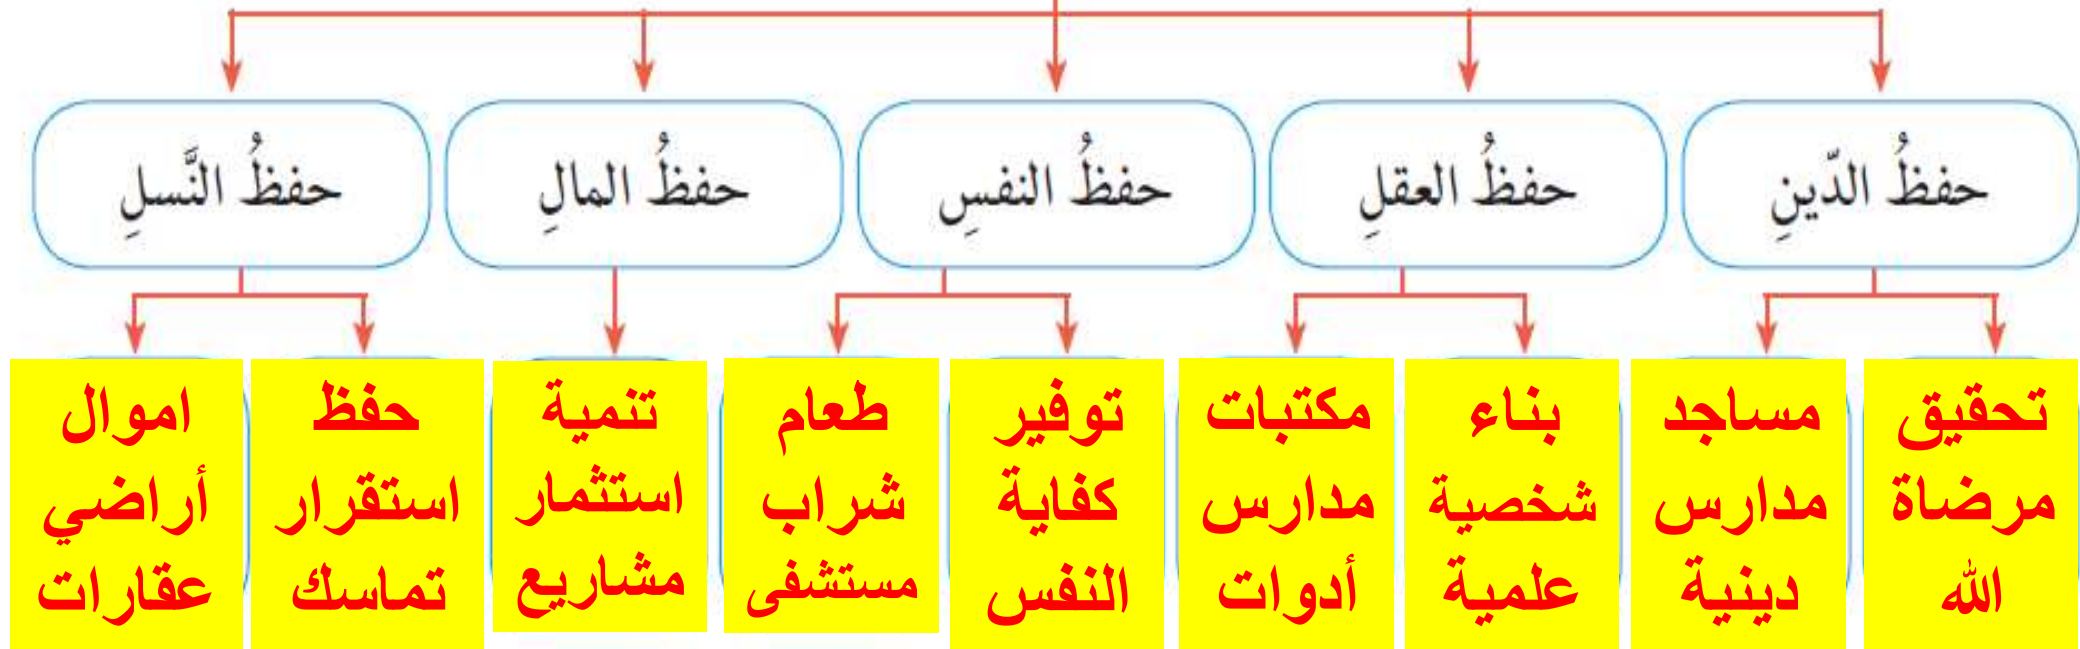 حفظُ الدّينِ
حفظُ العقلِ
حفظُ النفسِ
حفظُ المالِ
حفظُ النَّسلِ
تحقيق
مرضاة
الله
مساجد
مدارس
دينية
بناء
شخصية
علمية
مكتبات
مدارس
أدوات
توفير
كفاية
النفس
طعام
شراب
مستشفى
تنمية
استثمار
مشاريع
حفظ
استقرار
تماسك
اموال
أراضي
عقارات